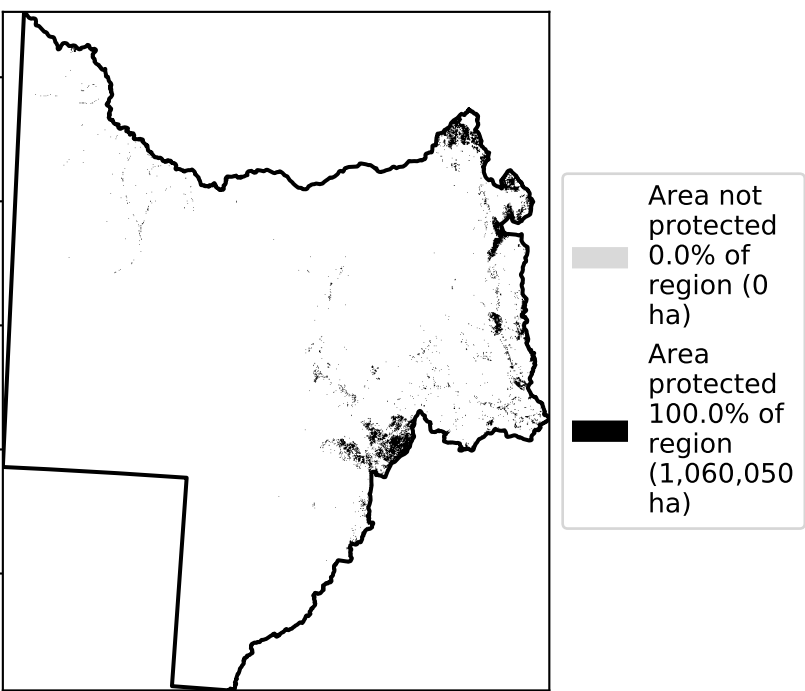 Area not
protected
0.0% of
region (0
ha)
Area
protected
100.0% of
region
(1,060,050
ha)